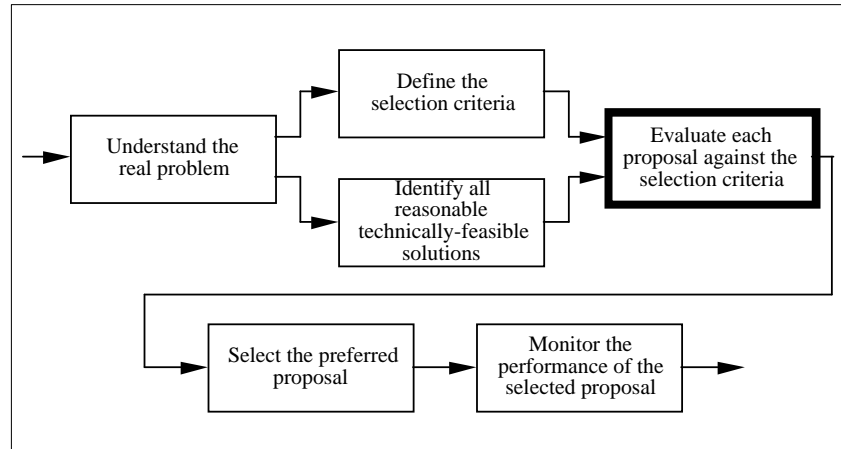 Understand the
real problem
Define the
selection criteria
Identify all
reasonable
technically-feasible
solutions
Evaluate each
proposal against the
selection criteria
Select the preferred
proposal
Monitor the
performance of the
selected proposal